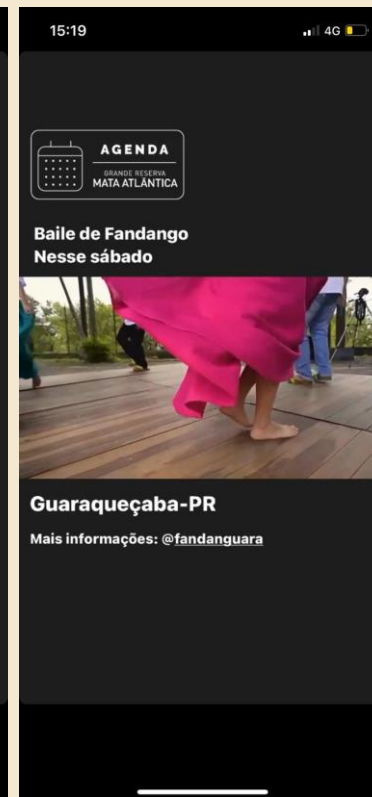 15:19
4G
AGENDA
GRANDE RESERVA
MATA ATLÂNTICA
Baile de Fandango
Nesse sábado
Guaraqueçaba-PR
Mais informações: @fandanguara